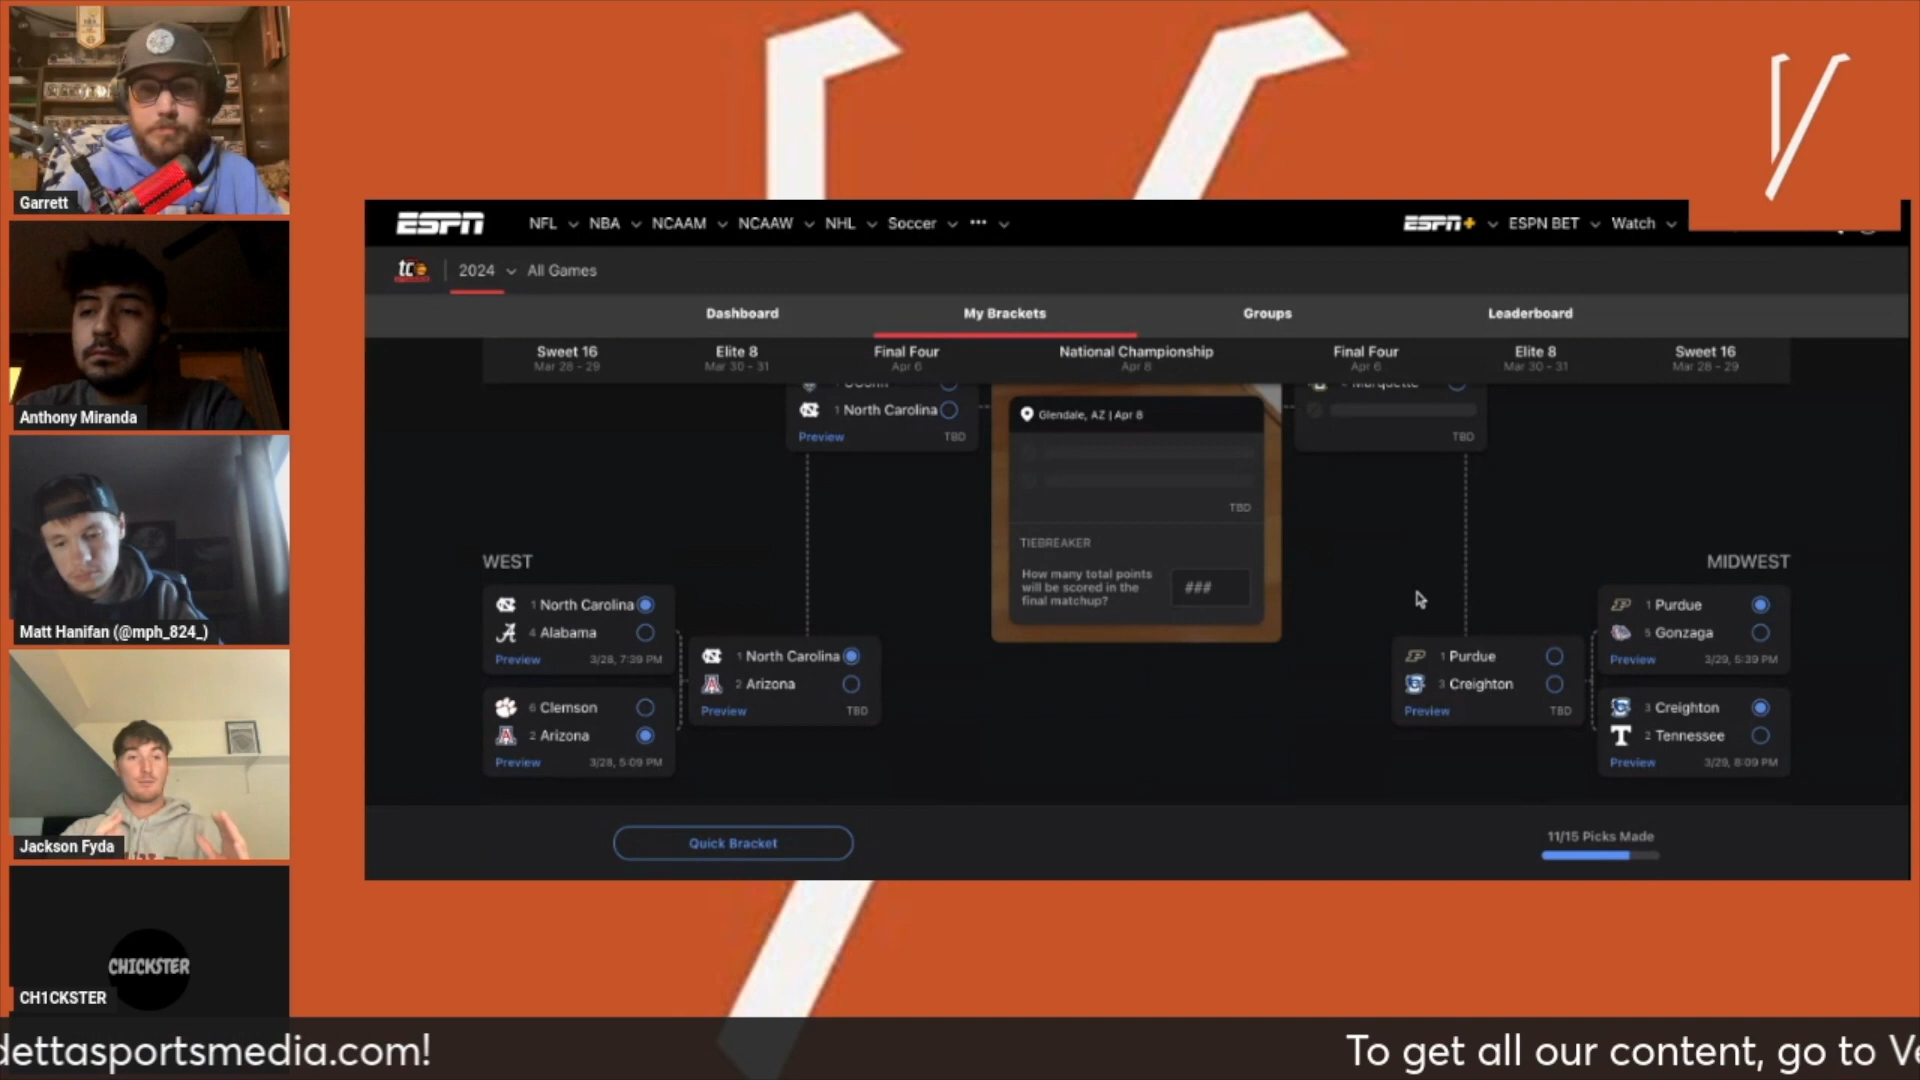 Garrett
Anthony Miranda
Matt Hanifan (@mph_824_)
Jackson Fyda
CHICKSTER
CH1CKSTER
ESPN NFL NBA NCAAM NCAAW NHL Soccer ••• ESPN+ ESPN BET Watch
tc 2024 All Games
Dashboard My Brackets Groups Leaderboard
Sweet 16 Elite 8 Final Four National Championship Final Four Elite 8 Sweet 16
Mar 28 - 29 Mar 30 - 31 Apr 6 Apr 8 Apr 6 Mar 30 - 31 Mar 28 - 29
UConn
1 North Carolina
Preview TBD
Glendale, AZ | Apr 8
TBD
TIEBREAKER
How many total points
will be scored in the
final matchup?
###
Marquette
TBD
WEST
1 North Carolina
4 Alabama
Preview 3/28, 7:39 PM
6 Clemson
2 Arizona
Preview 3/28, 5:09 PM
1 North Carolina
2 Arizona
Preview TBD
MIDWEST
1 Purdue
3 Creighton
Preview TBD
1 Purdue
5 Gonzaga
Preview 3/29, 5:39 PM
3 Creighton
2 Tennessee
Preview 3/29, 8:09 PM
Quick Bracket
11/15 Picks Made
dettasportsmedia.com! To get all our content, go to Ve